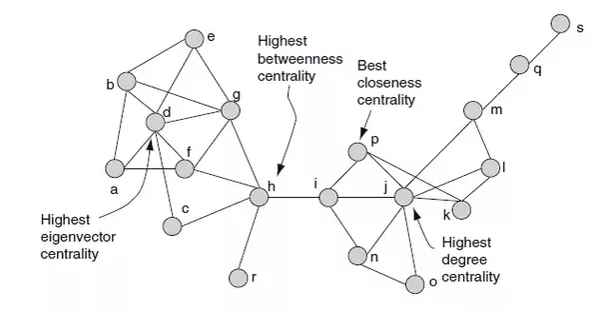 s
e
Highest
betweenness
centrality
q
Best
closeness
centrality
b
g
d
m
p
f
l
a
h
i
j
k
c
Highest
eigenvector
centrality
Highest
degree
centrality
n
r
o